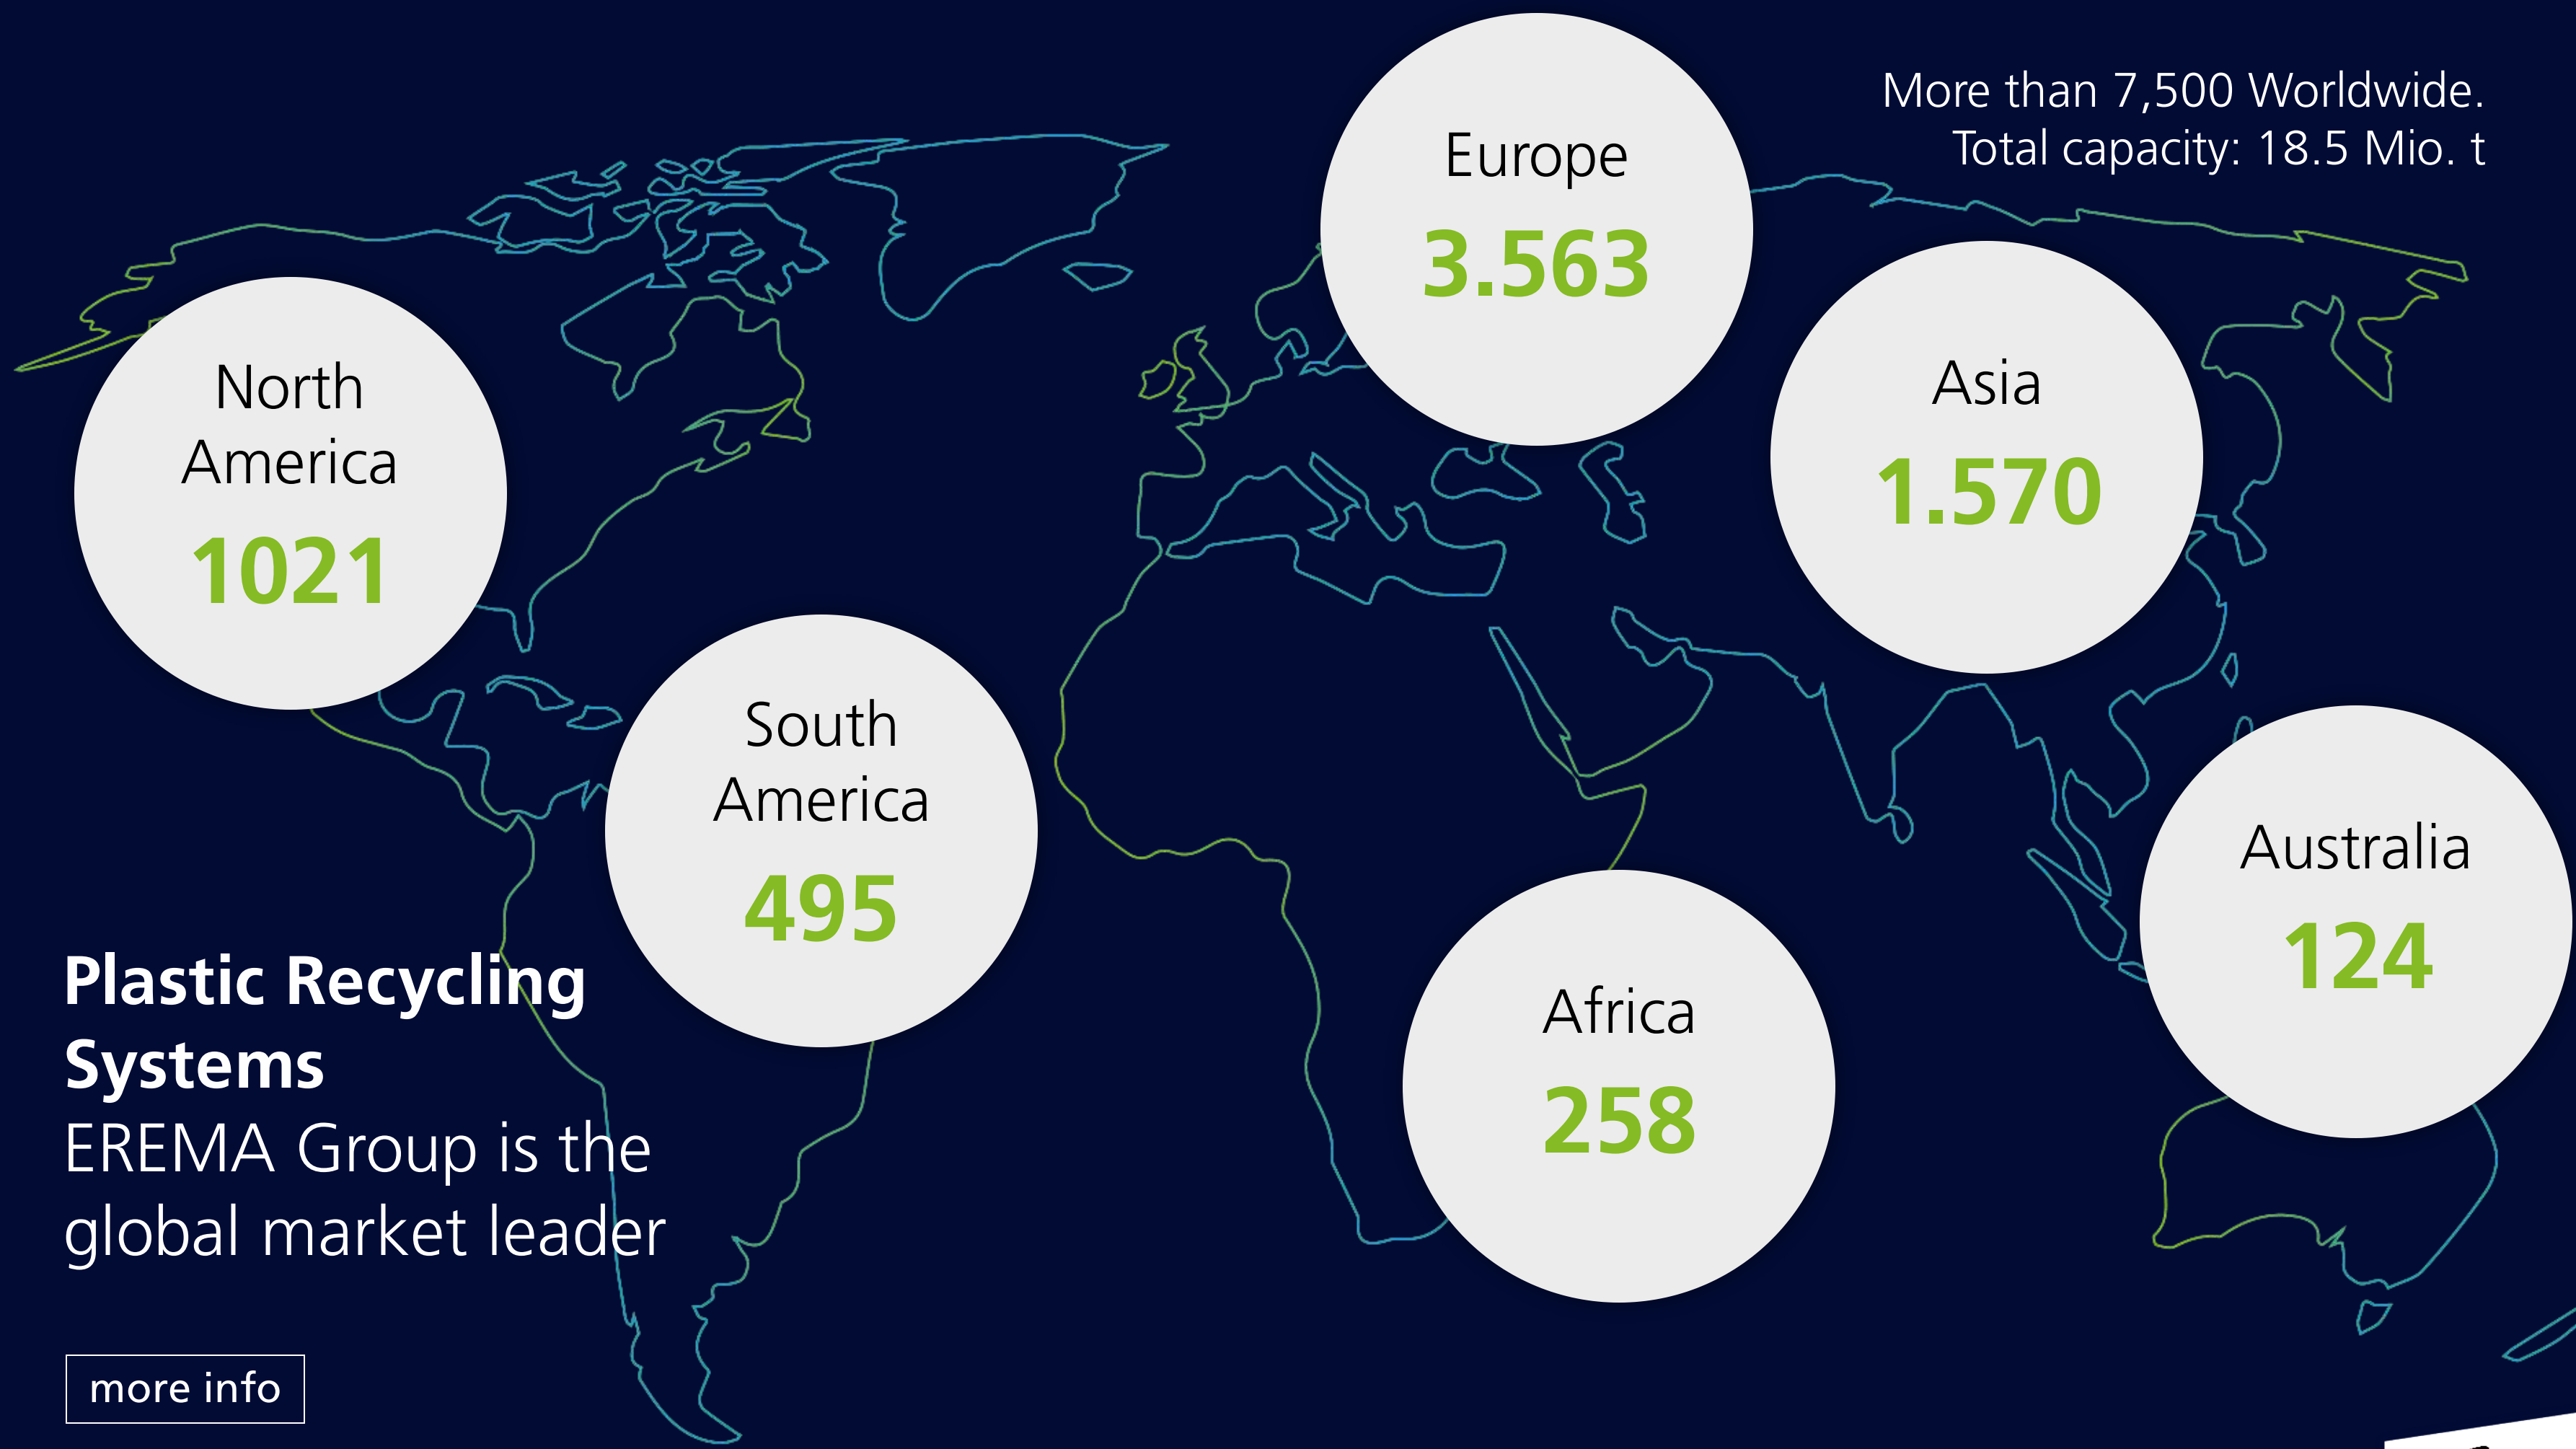 More than 7,500 Worldwide.
Total capacity: 18.5 Mio. t
Europe
3.563
North
America
1021
Asia
1.570
South
America
495
Australia
124
Africa
258
Plastic Recycling
Systems
EREMA Group is the
global market leader
more info